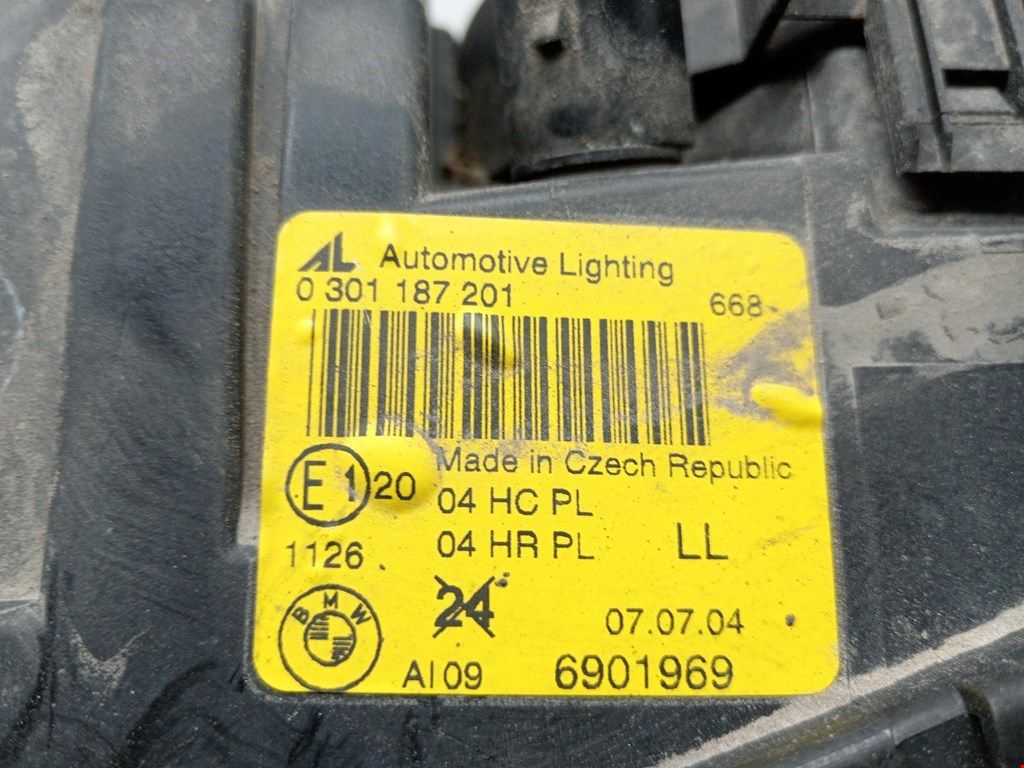 AL Automotive Lighting
0 301 187 201
668
Made in Czech Republic
E1 20
04 HC PL
1126
04 HR PL
LL
24
BMW
07.07.04
AI 09
6901969